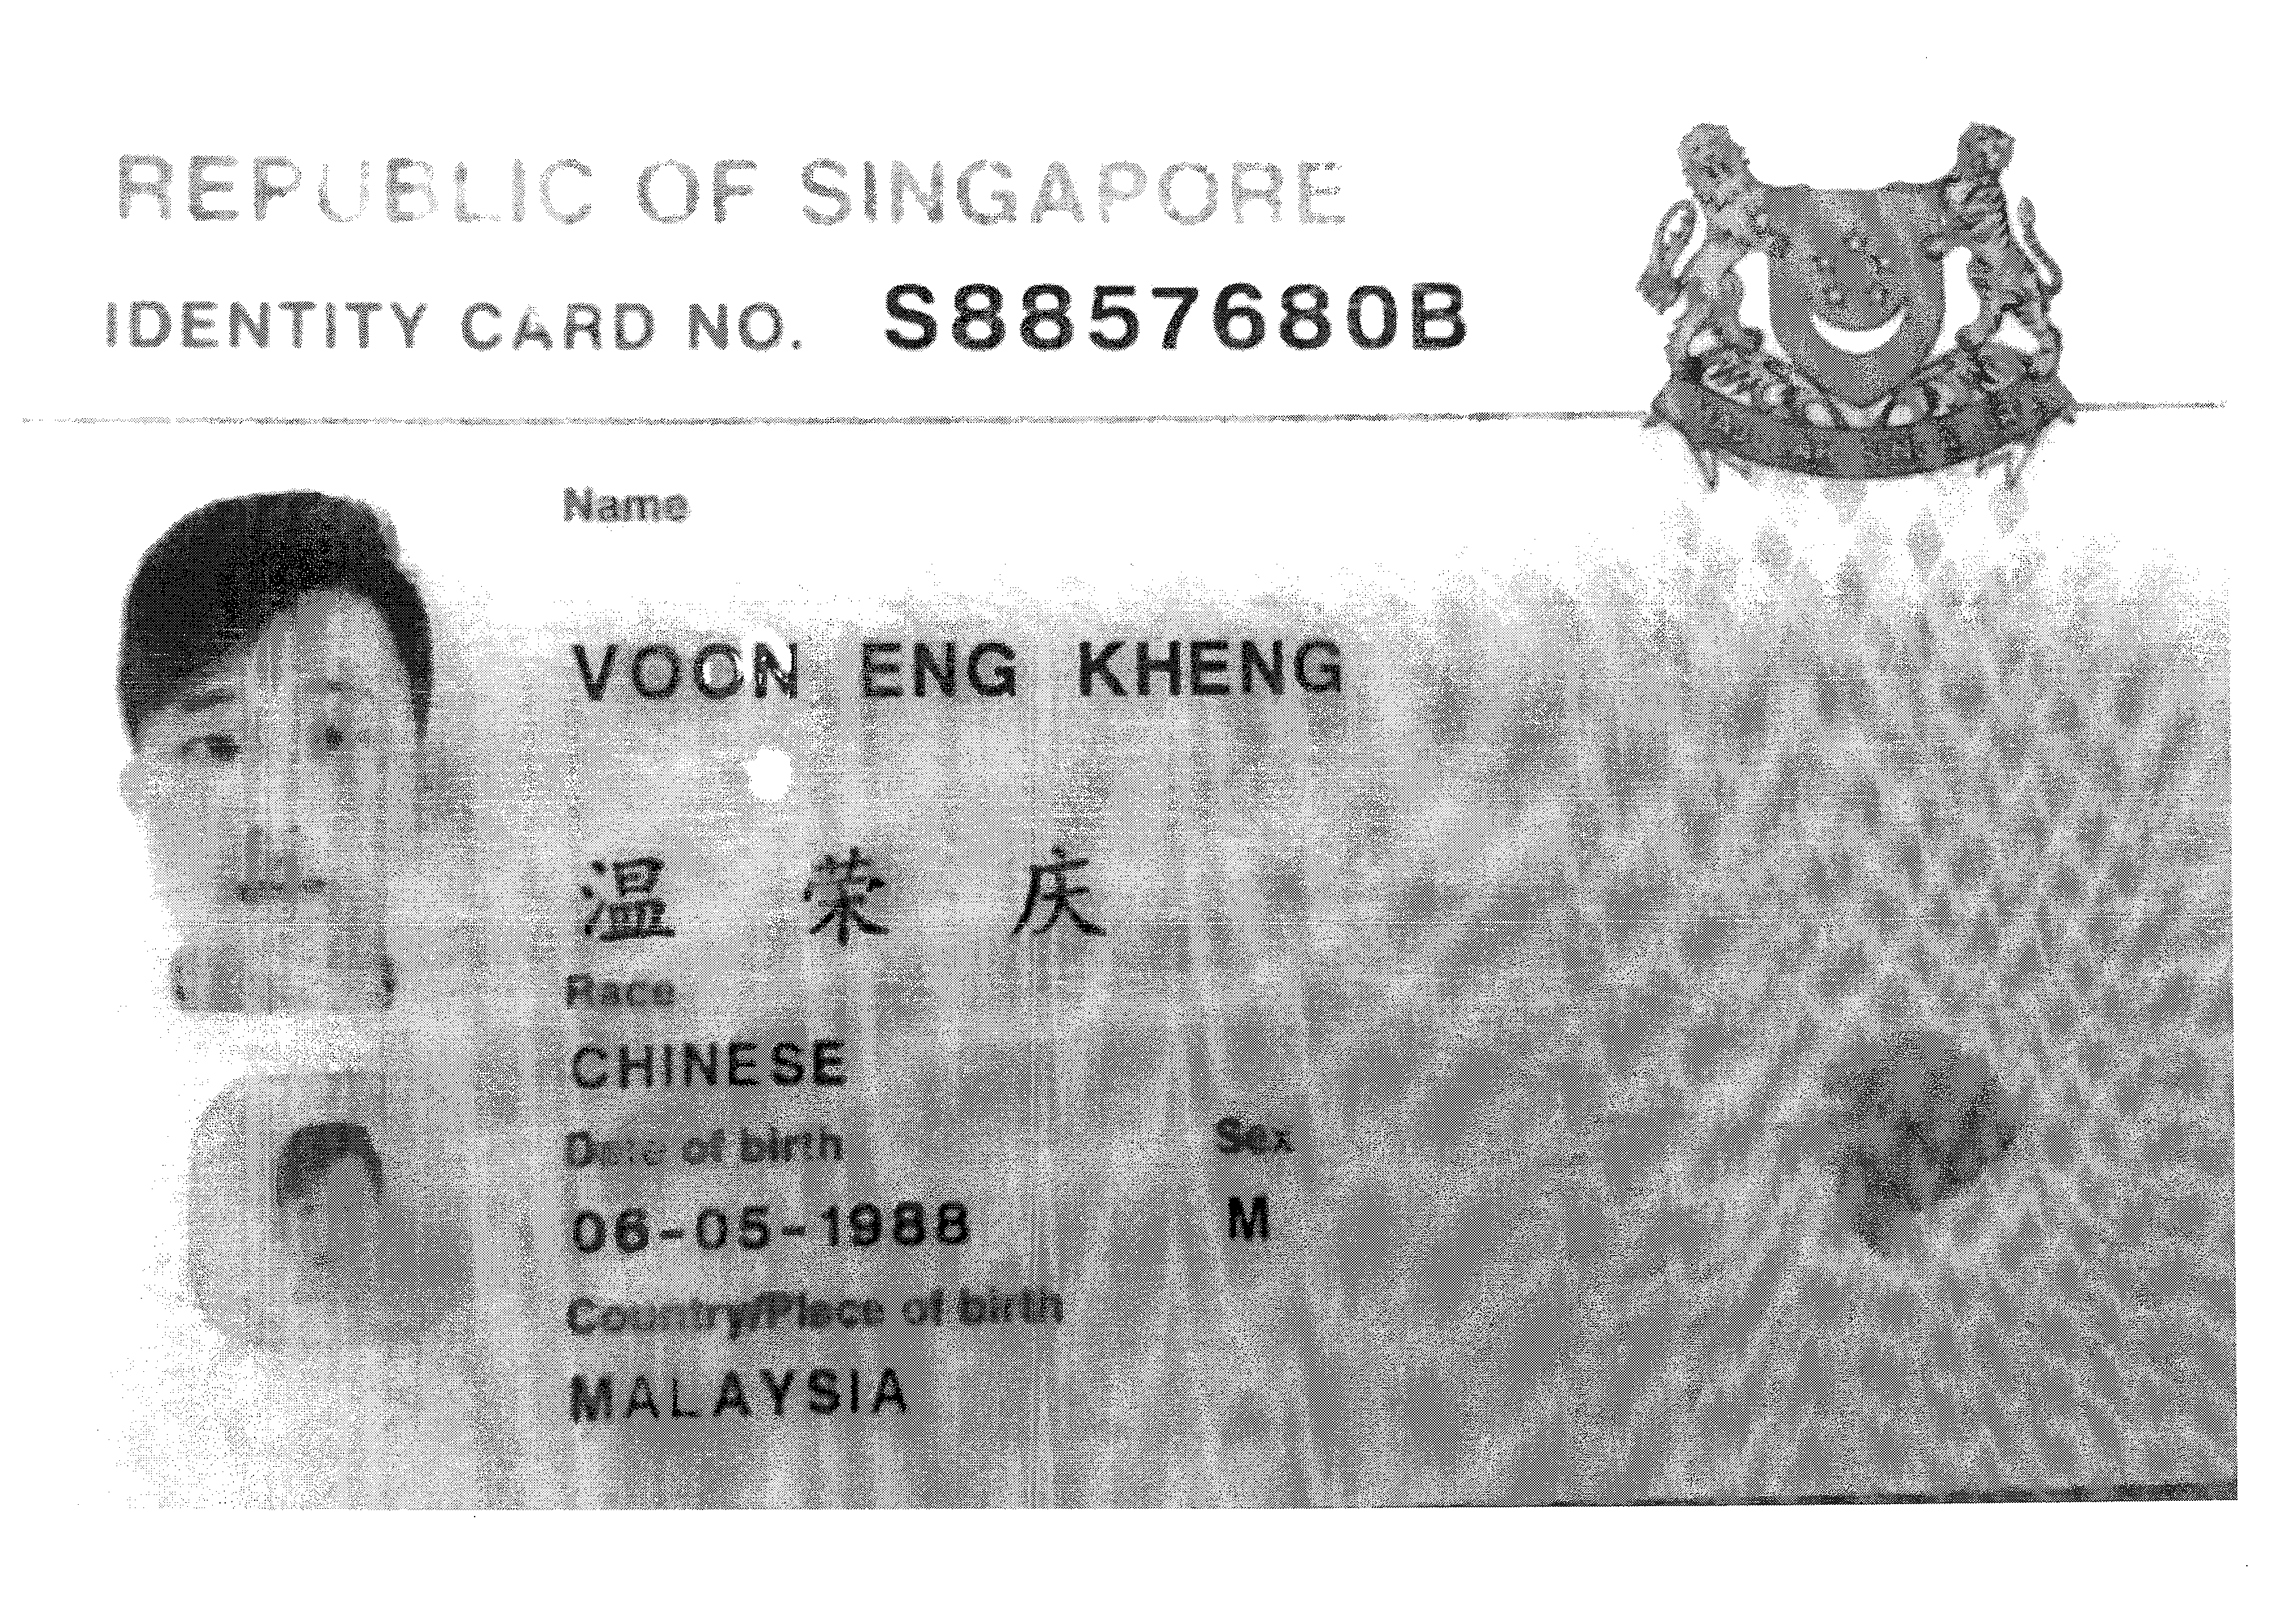 REPUBLIC OF SINGAPORE
IDENTITY CARD NO. S8857680B
Name
VOON ENG KHENG
温 荣 庆
Race
CHINESE
Date of birth
Sex
06-05-1988
M
Country/Place of birth
MALAYSIA